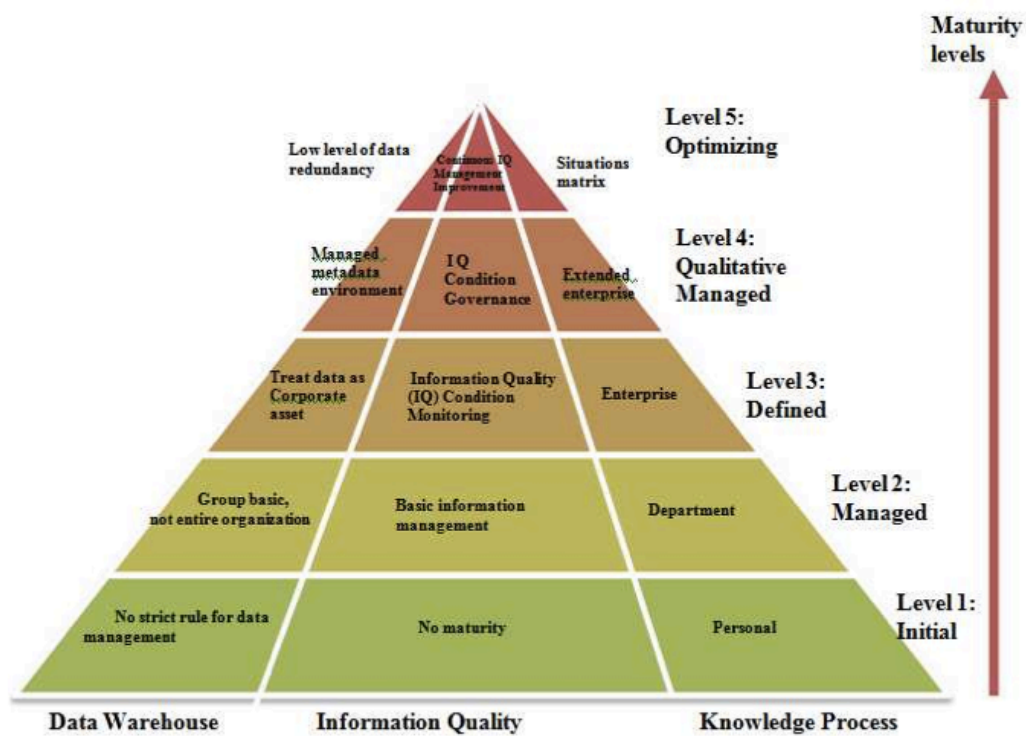 Maturity
levels
Level 5:
Optimizing
Low level of data
redundancy
Continous IQ
Management
Improvement
Situations
matrix
Level 4:
Qualitative
Managed
Managed
metadata
environment
I Q
Condition
Governance
Extended
enterprise
Level 3:
Defined
Treat data as
Corporate
asset
Information Quality
(IQ) Condition
Monitoring
Enterprise
Level 2:
Managed
Group basic,
not entire organization
Basic information
management
Department
Level 1:
Initial
No strict rule for data
management
No maturity
Personal
Data Warehouse
Information Quality
Knowledge Process